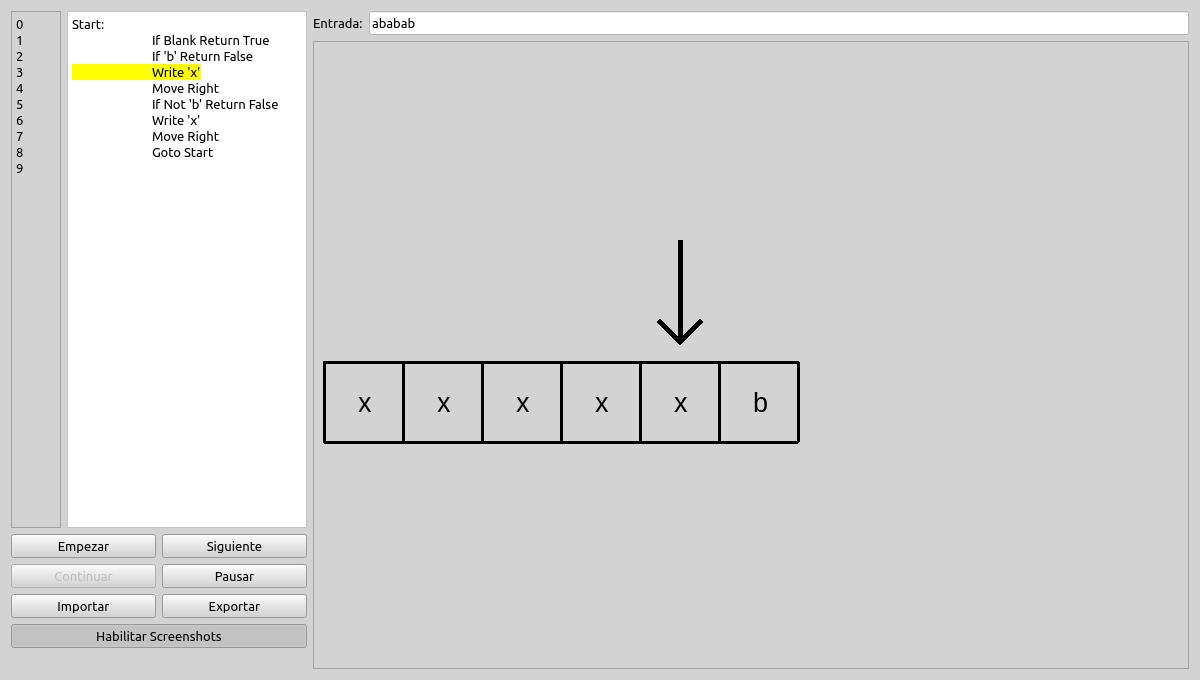 0 Start:
1 If Blank Return True
2 If 'b' Return False
3 Write 'x'
4 Move Right
5 If Not 'b' Return False
6 Write 'x'
7 Move Right
8 Goto Start
9
Empezar Siguiente
Continuar Pausar
Importar Exportar
Habilitar Screenshots
Entrada: ababab
x x x x x b